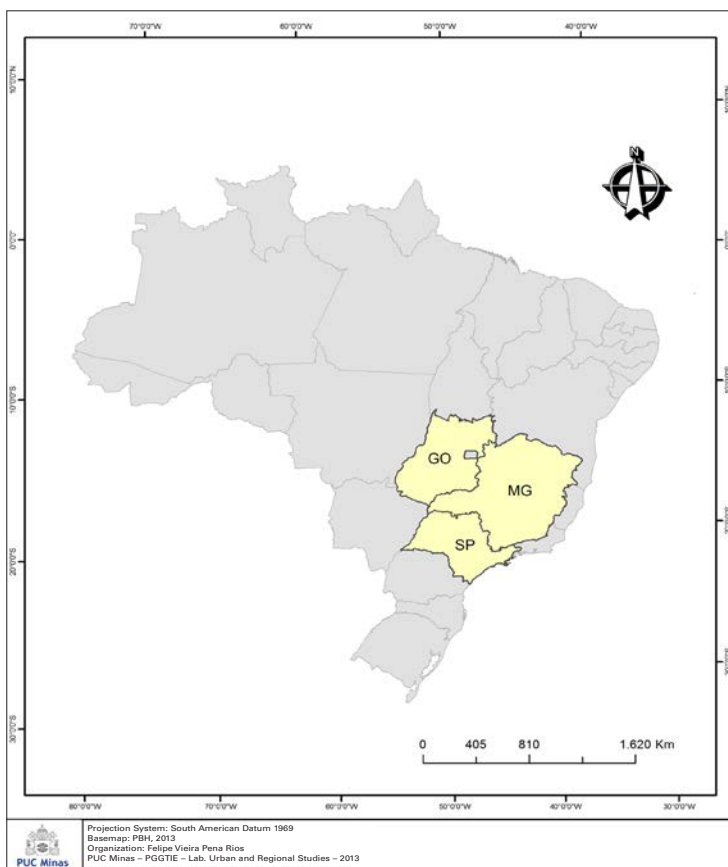 70°0'0"W 60°0'0"W 50°0'0"W 40°0'0"W
10°0'0"N
N
0°0'0"
10°0'0"S
GO
MG
SP
20°0'0"S
0 405 810 1.620 Km
30°0'0"S
80°0'0"W 70°0'0"W 60°0'0"W 50°0'0"W 40°0'0"W 30°0'0"W
PUC Minas
Projection System: South American Datum 1969
Basemap: PBH, 2013
Organization: Felipe Vieira Pena Rios
PUC Minas – PGGTIE – Lab. Urban and Regional Studies – 2013